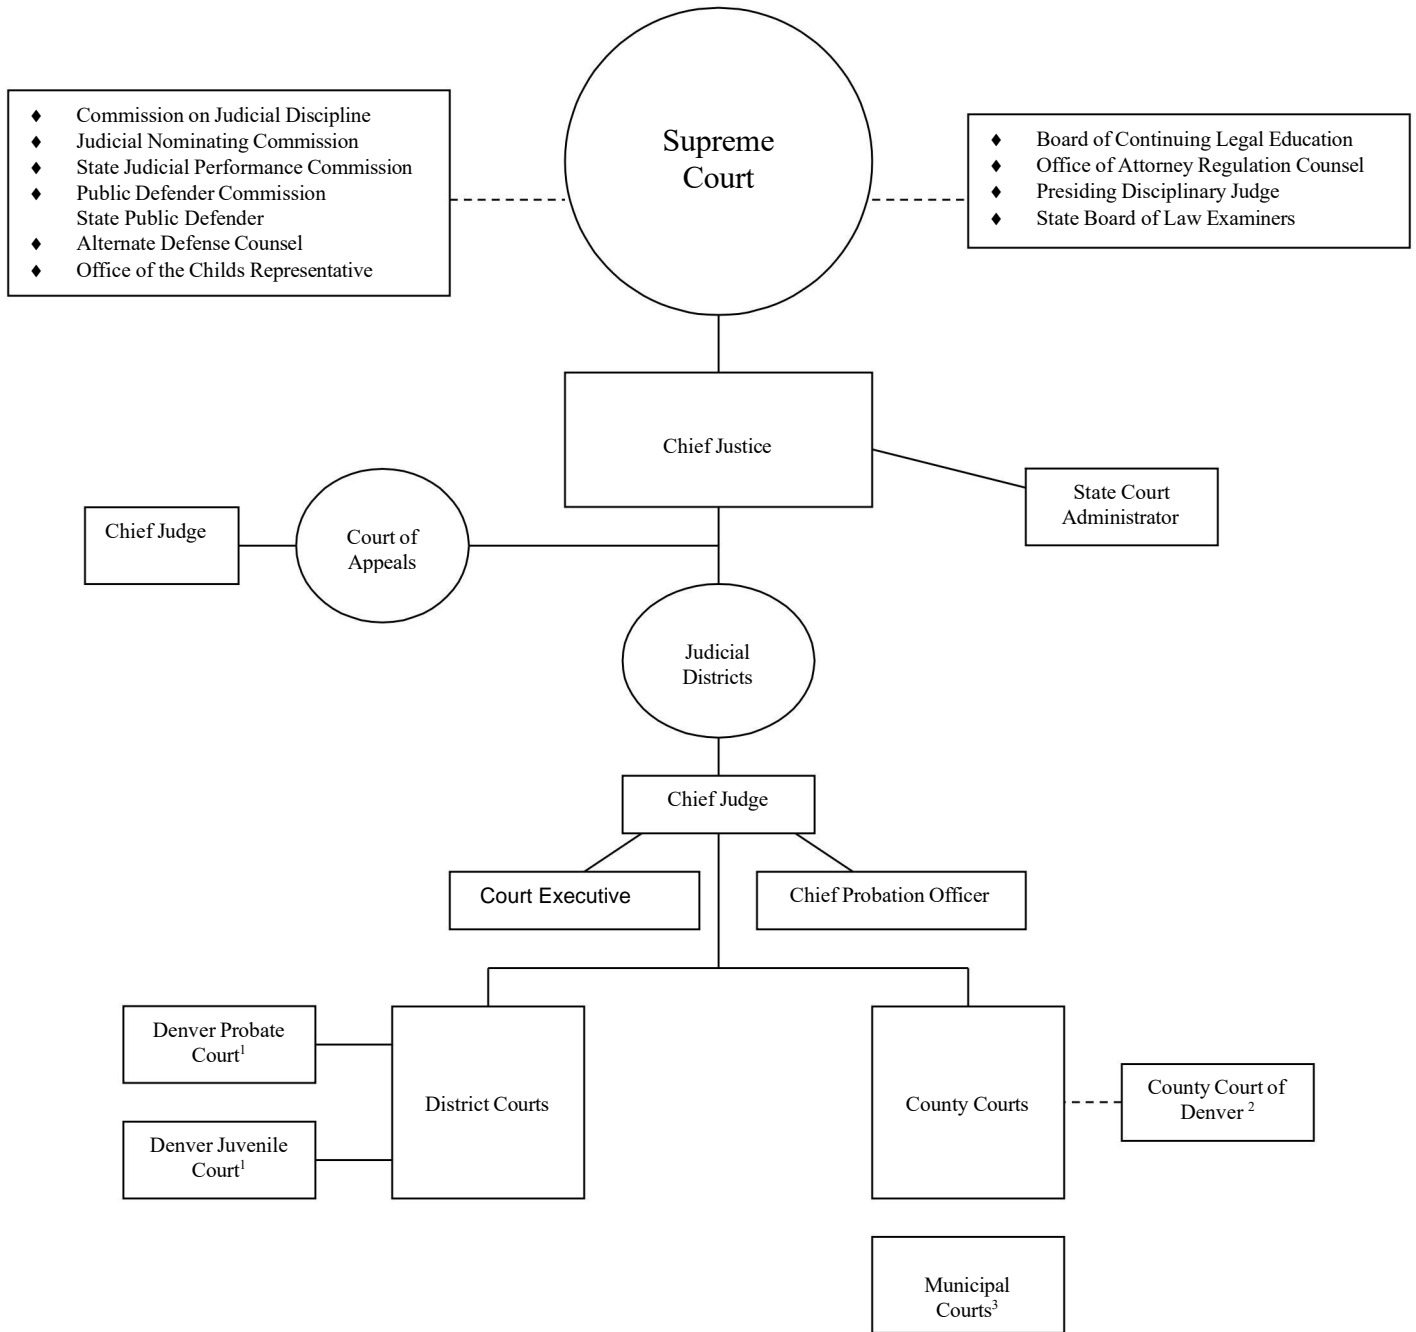 Supreme
Court
♦ Commission on Judicial Discipline
♦ Judicial Nominating Commission
♦ State Judicial Performance Commission
♦ Public Defender Commission
State Public Defender
♦ Alternate Defense Counsel
♦ Office of the Childs Representative
♦ Board of Continuing Legal Education
♦ Office of Attorney Regulation Counsel
♦ Presiding Disciplinary Judge
♦ State Board of Law Examiners
Chief Justice
State Court
Administrator
Chief Judge
Court of
Appeals
Judicial
Districts
Chief Judge
Court Executive
Chief Probation Officer
Denver Probate
Court¹
Denver Juvenile
Court¹
District Courts
County Courts
County Court of
Denver ²
Municipal
Courts³